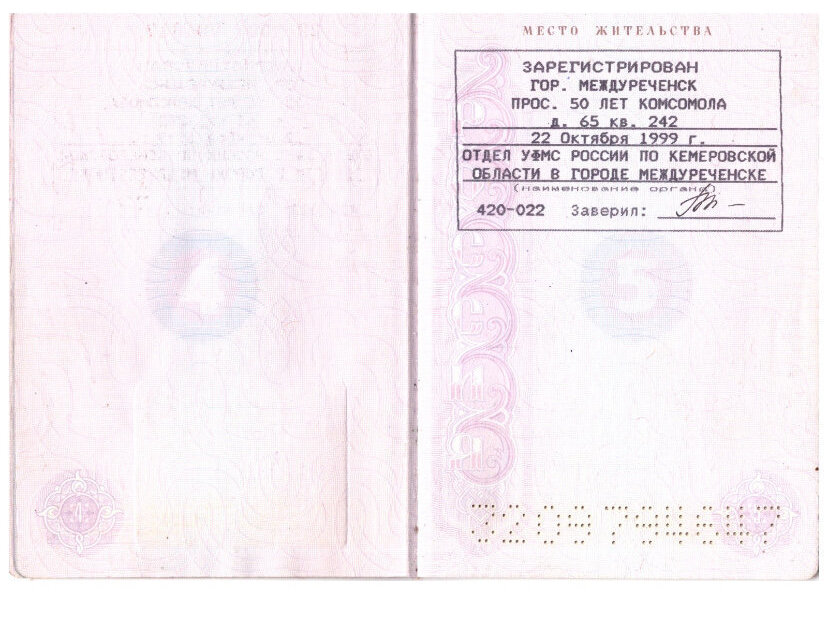 МЕСТО ЖИТЕЛЬСТВА
ЗАРЕГИСТРИРОВАН
ГОР. МЕЖДУРЕЧЕНСК
ПРОС. 50 ЛЕТ КОМСОМОЛА
д. 65 кв. 242
22 Октября 1999 г.
ОТДЕЛ УФМС РОССИИ ПО КЕМЕРОВСКОЙ
ОБЛАСТИ В ГОРОДЕ МЕЖДУРЕЧЕНСКЕ
(наименование органа)
420-022 Заверил:
4
5
4